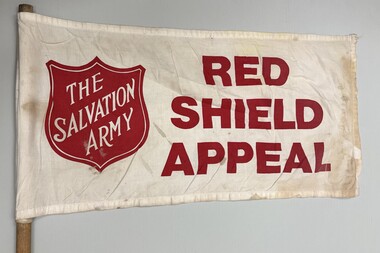 THE
SALVATION
ARMY
RED
SHIELD
APPEAL